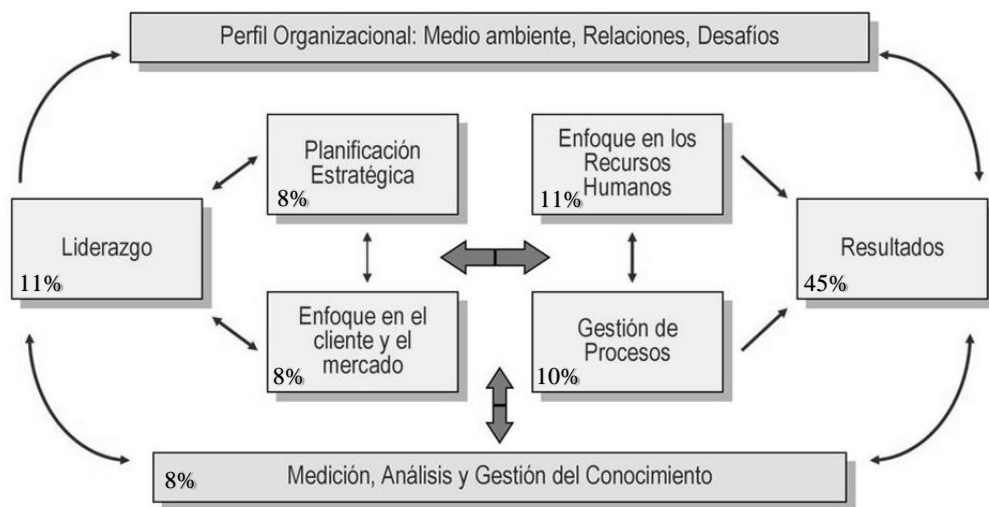 Perfil Organizacional: Medio ambiente, Relaciones, Desafíos
Planificación
Estratégica
8%
Enfoque en los
Recursos
Humanos
11%
Liderazgo
11%
Resultados
45%
Enfoque en el
cliente y el
mercado
8%
Gestión de
Procesos
10%
8% Medición, Análisis y Gestión del Conocimiento